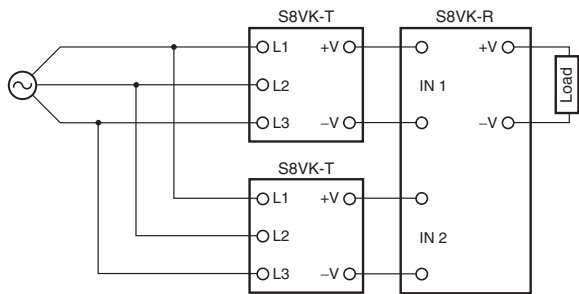 S8VK-T
S8VK-R
L1
+V
+V
L2
IN 1
Load
L3
−V
−V
S8VK-T
L1
+V
L2
IN 2
L3
−V